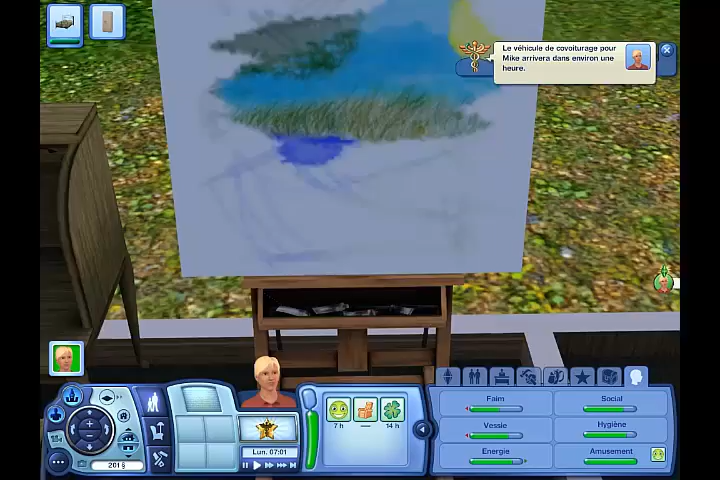 Le véhicule de covoiturage pour
Mike arrivera dans environ une
heure.
Faim
Social
Vessie
Hygiène
Energie
Amusement
7 h
14 h
Lun. 07:01
201 §